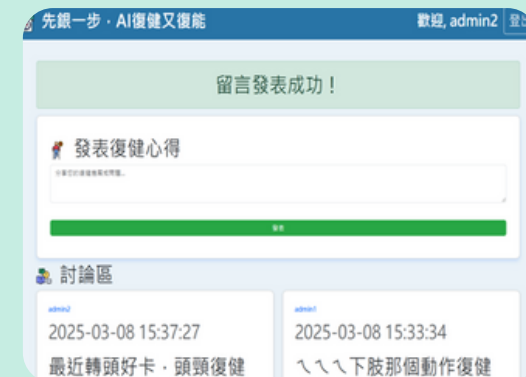 先銀一步·AI復健又復能
歡迎, admin2 登出
留言發表成功！
發表復健心得
發表
討論區
admin2
2025-03-08 15:37:27
最近轉頭好卡·頭頸復健
admin1
2025-03-08 15:33:34
ㄟㄟㄟ下肢那個動作復健